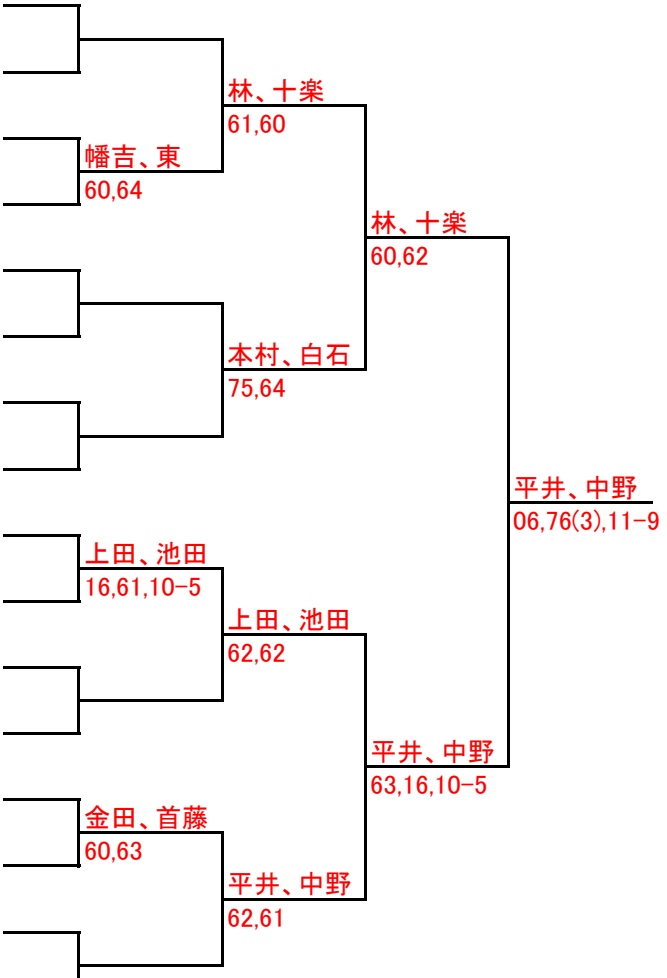 林、十楽
61,60
幡吉、東
60,64
林、十楽
60,62
本村、白石
75,64
平井、中野
06,76(3),11-9
上田、池田
16,61,10-5
上田、池田
62,62
平井、中野
63,16,10-5
金田、首藤
60,63
平井、中野
62,61